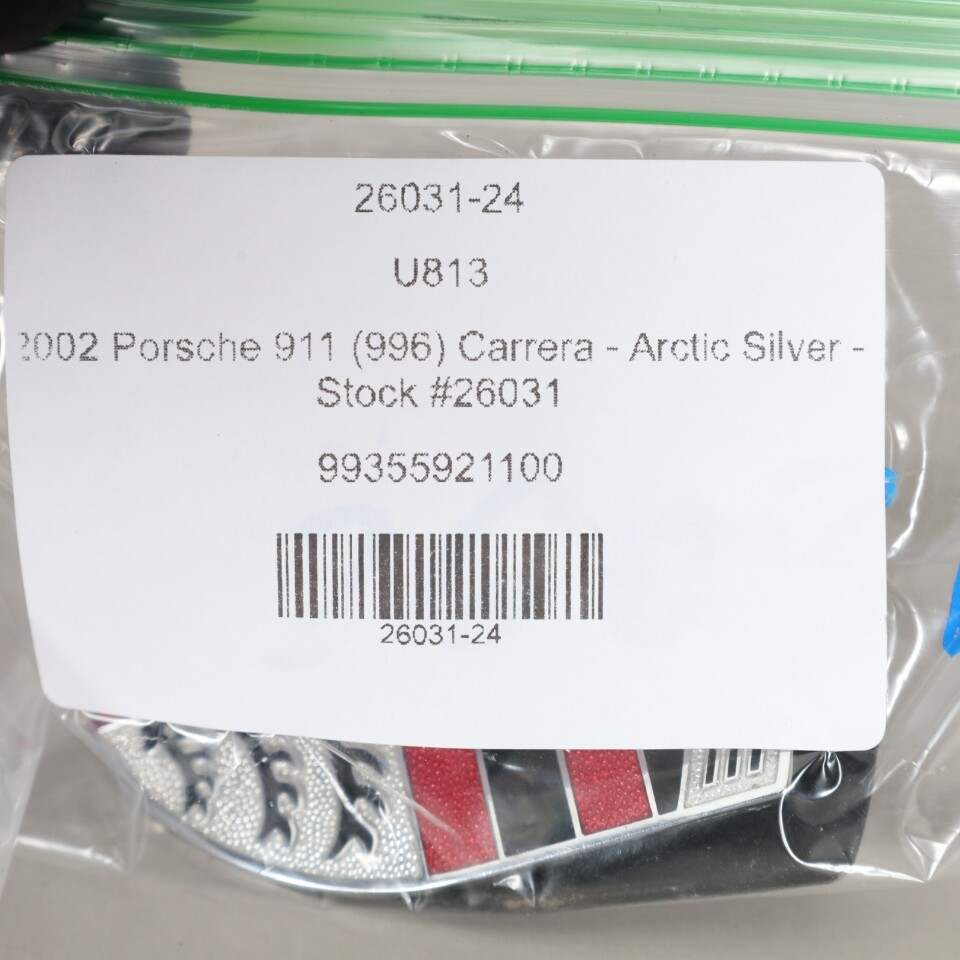 26031-24
U813
2002 Porsche 911 (996) Carrera - Arctic Silver -
Stock #26031
99355921100
26031-24